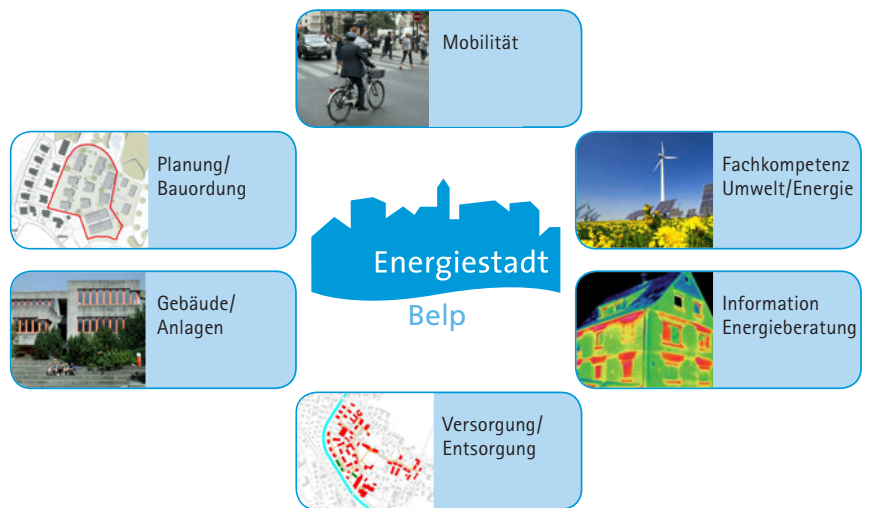 Mobilität
Planung/
Bauordung
Fachkompetenz
Umwelt/Energie
Energiestadt
Belp
Gebäude/
Anlagen
Information
Energieberatung
Versorgung/
Entsorgung